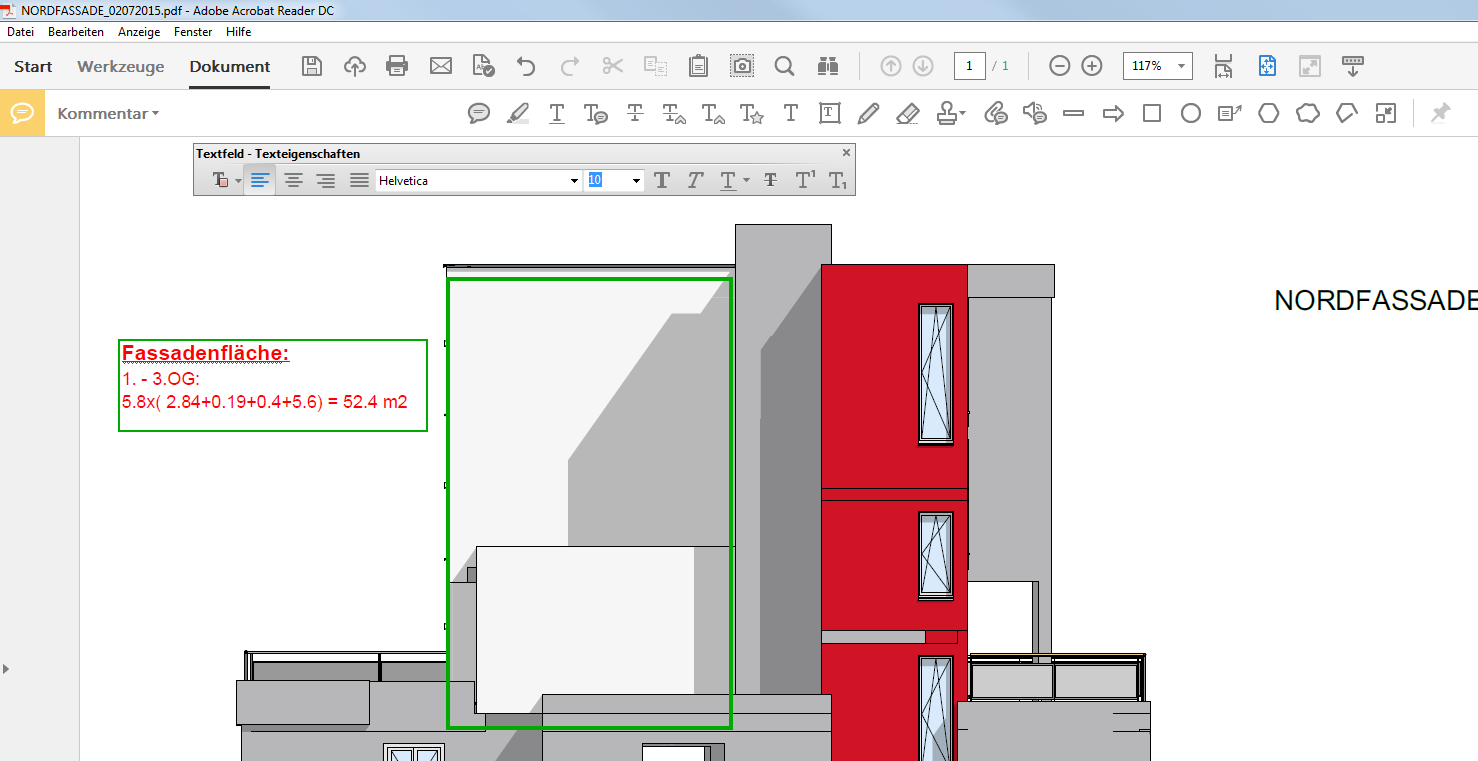 NORDFASSADE_02072015.pdf - Adobe Acrobat Reader DC
Datei Bearbeiten Anzeige Fenster Hilfe
Start Werkzeuge Dokument 1 / 1 117%
Kommentar
Textfeld - Texteigenschaften
Helvetica 10
NORDFASSADE
Fassadenfläche:
1. - 3.OG:
5.8x( 2.84+0.19+0.4+5.6) = 52.4 m2